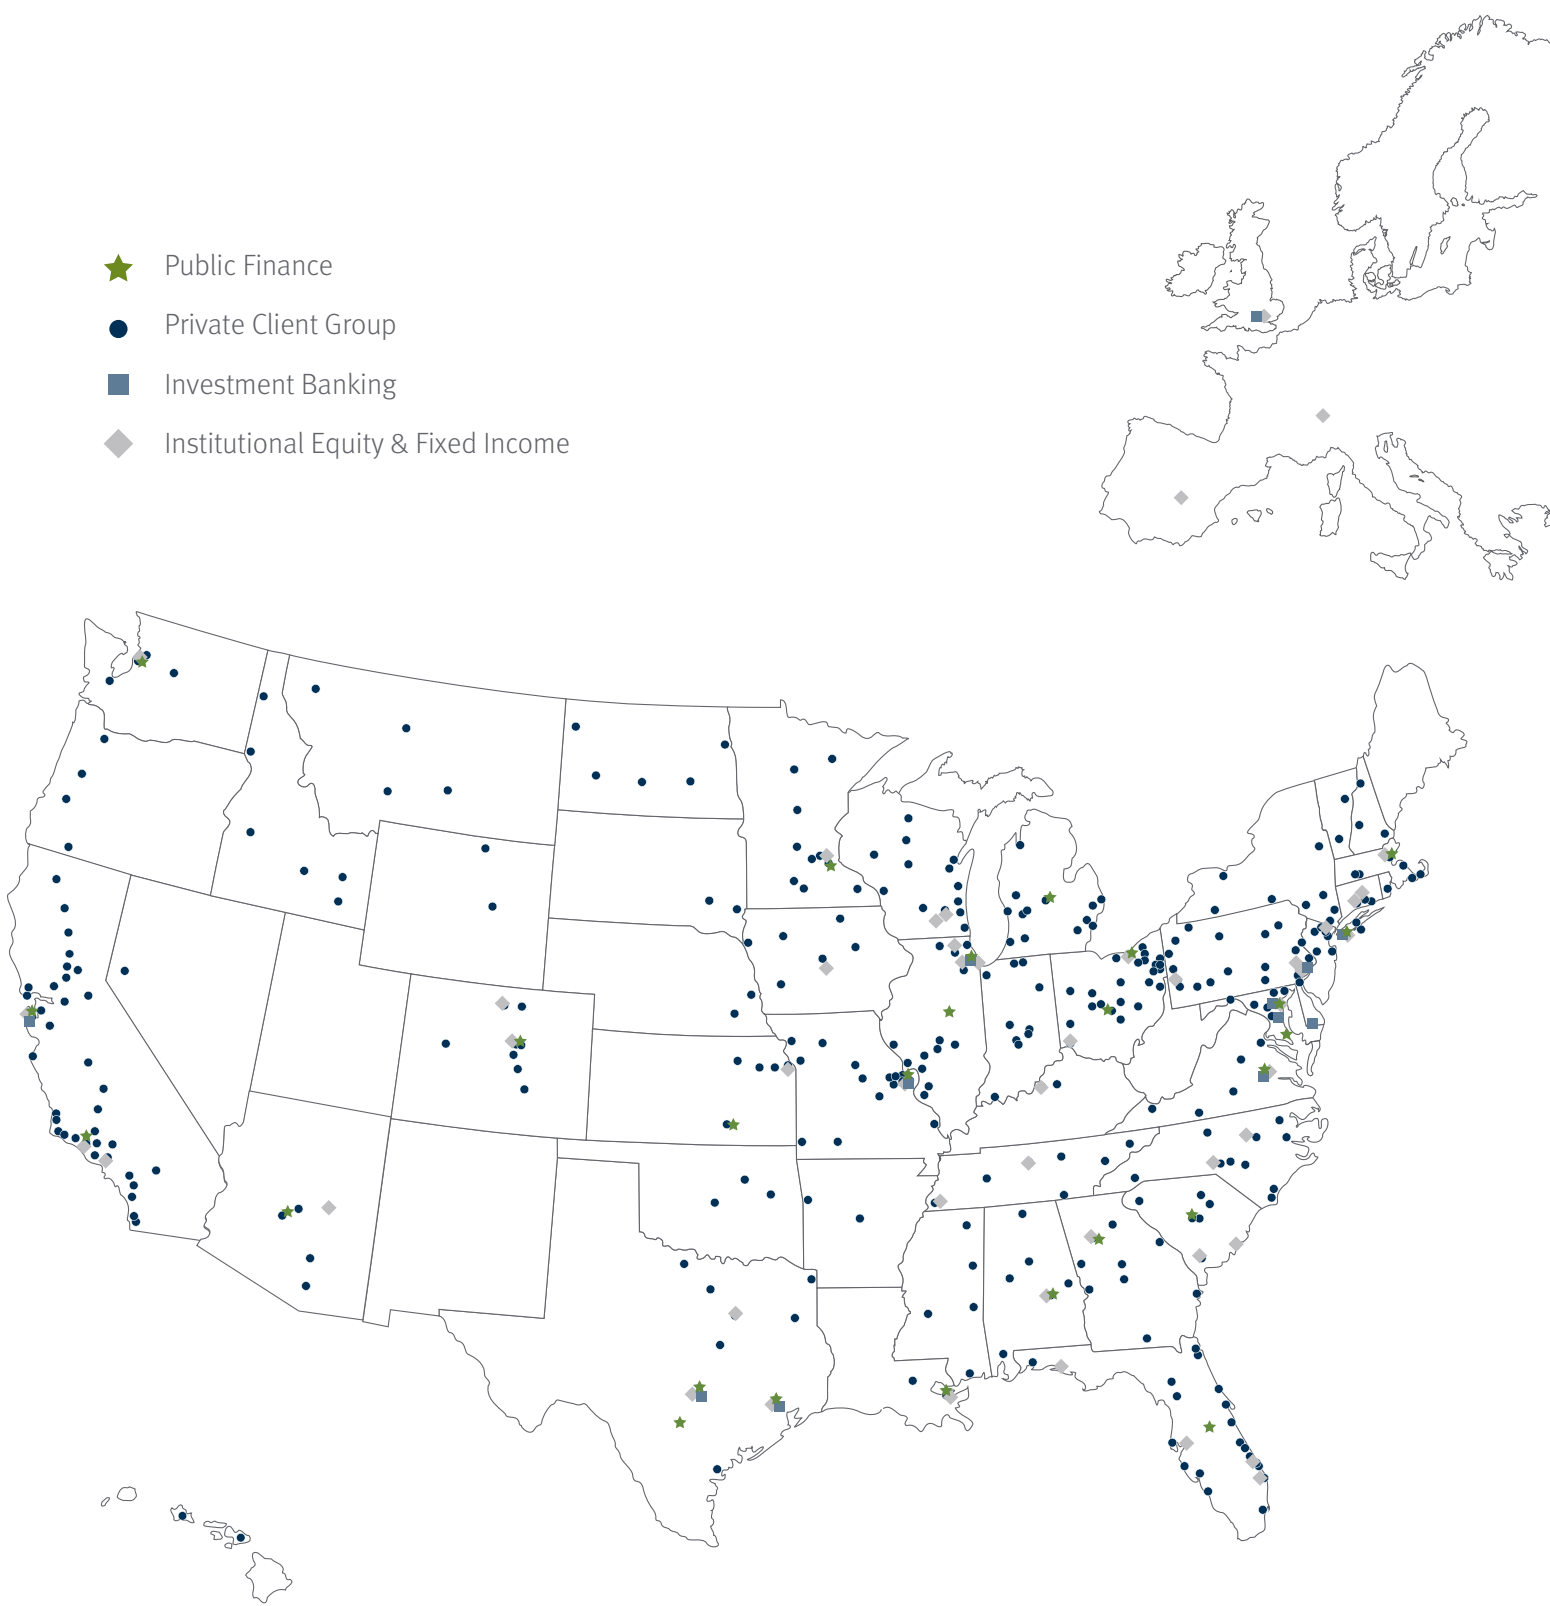 Public Finance
Private Client Group
Investment Banking
Institutional Equity & Fixed Income